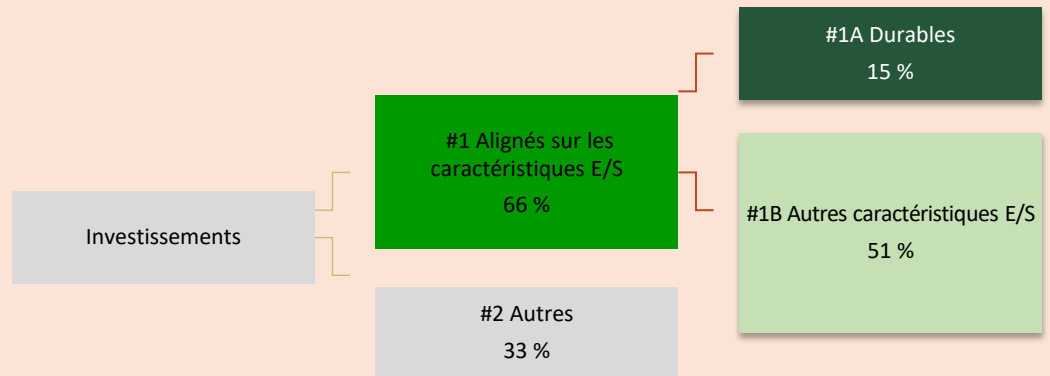 Investissements
#1 Alignés sur les
caractéristiques E/S
66 %
#2 Autres
33 %
#1A Durables
15 %
#1B Autres caractéristiques E/S
51 %